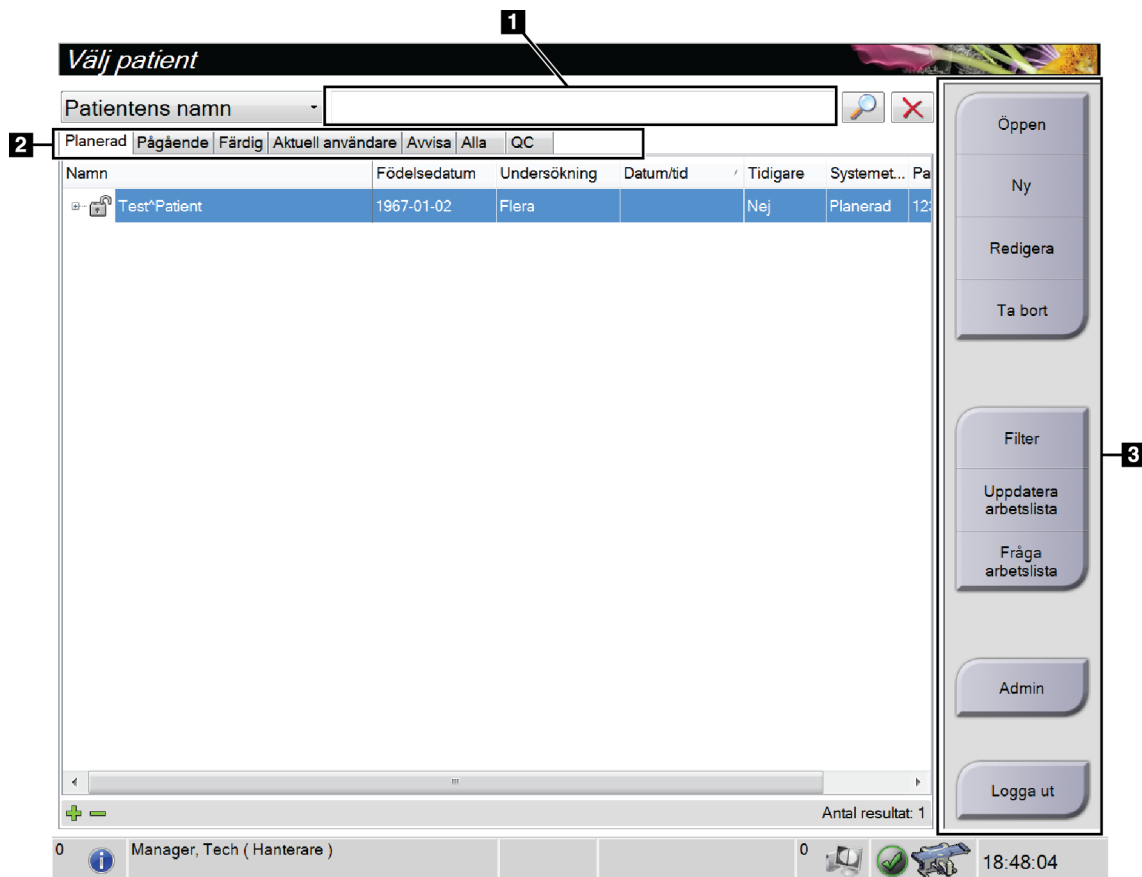 1
Välj patient
Patientens namn
2
Planerad Pågående Färdig Aktuell användare Avvisa Alla QC
Namn Födelsedatum Undersökning Datum/tid Tidigare Systemet... Pa
Test^Patient 1967-01-02 Flera Nej Planerad 123
Öppen
Ny
Redigera
Ta bort
Filter
3
Uppdatera
arbetslista
Fråga
arbetslista
Admin
Logga ut
Antal resultat: 1
0 Manager, Tech ( Hanterare ) 0 18:48:04